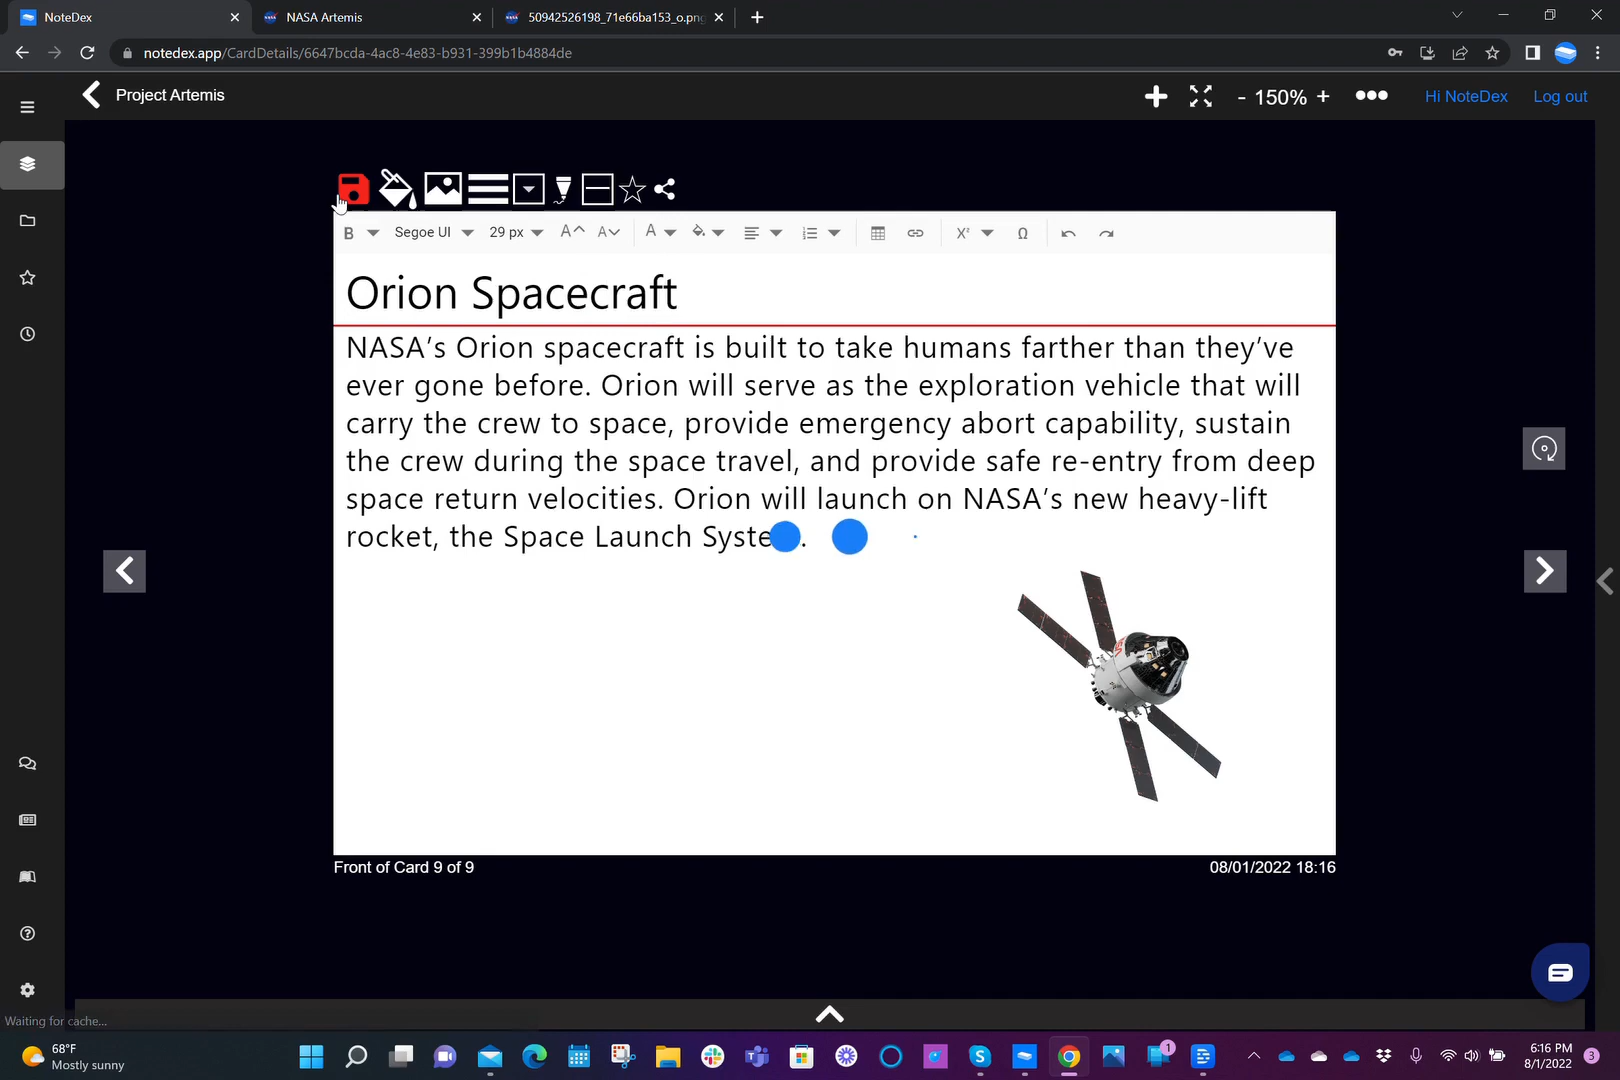 NoteDex
NASA Artemis
50942526198_71e66ba153_o.png
notedex.app/CardDetails/6647bcda-4ac8-4e83-b931-399b1b4884de
Project Artemis
- 150% +
Hi NoteDex
Log out
B
Segoe UI
29 px
A
A
A
X²
Ω
Orion Spacecraft
NASA's Orion spacecraft is built to take humans farther than they've
ever gone before. Orion will serve as the exploration vehicle that will
carry the crew to space, provide emergency abort capability, sustain
the crew during the space travel, and provide safe re-entry from deep
space return velocities. Orion will launch on NASA's new heavy-lift
rocket, the Space Launch Syste .
Front of Card 9 of 9
08/01/2022 18:16
Waiting for cache...
68°F
Mostly sunny
1
6:16 PM
8/1/2022
3